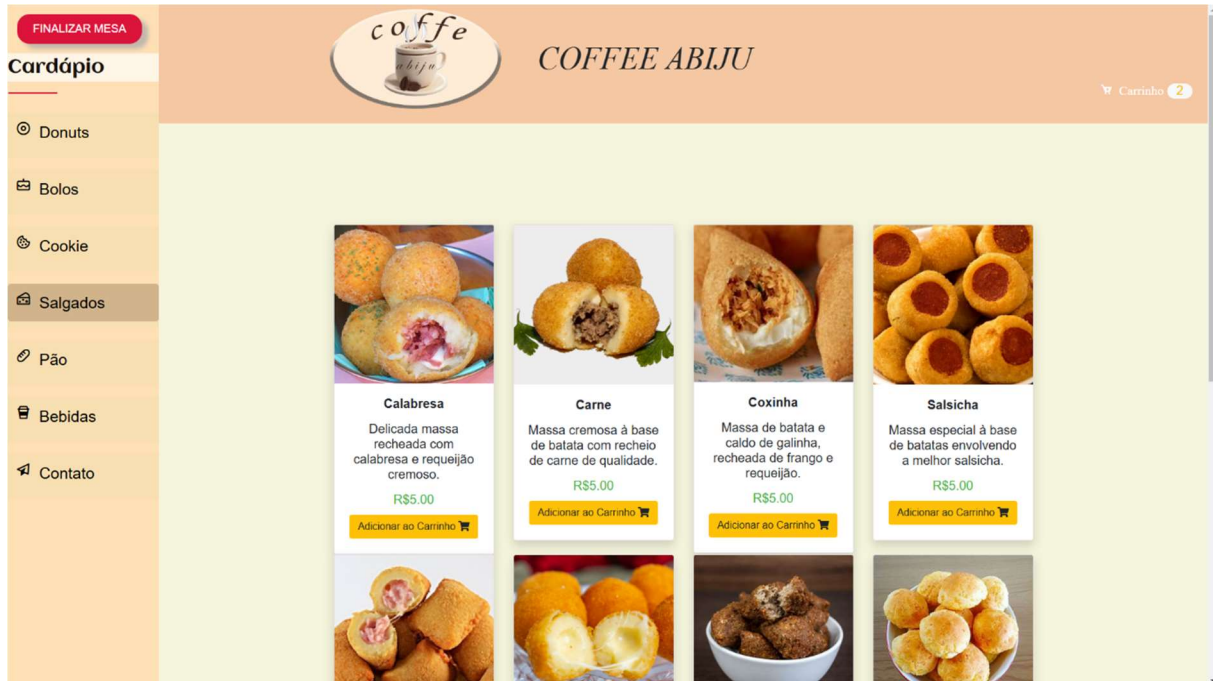 FINALIZAR MESA
Cardápio
Donuts
Bolos
Cookie
Salgados
Pão
Bebidas
Contato
coffe
abiju
COFFEE ABIJU
Carrinho 2
Calabresa
Delicada massa
recheada com
calabresa e requeijão
cremoso.
R$5.00
Adicionar ao Carrinho
Carne
Massa cremosa à base
de batata com recheio
de carne de qualidade.
R$5.00
Adicionar ao Carrinho
Coxinha
Massa de batata e
caldo de galinha,
recheada de frango e
requeijão.
R$5.00
Adicionar ao Carrinho
Salsicha
Massa especial à base
de batatas envolvendo
a melhor salsicha.
R$5.00
Adicionar ao Carrinho